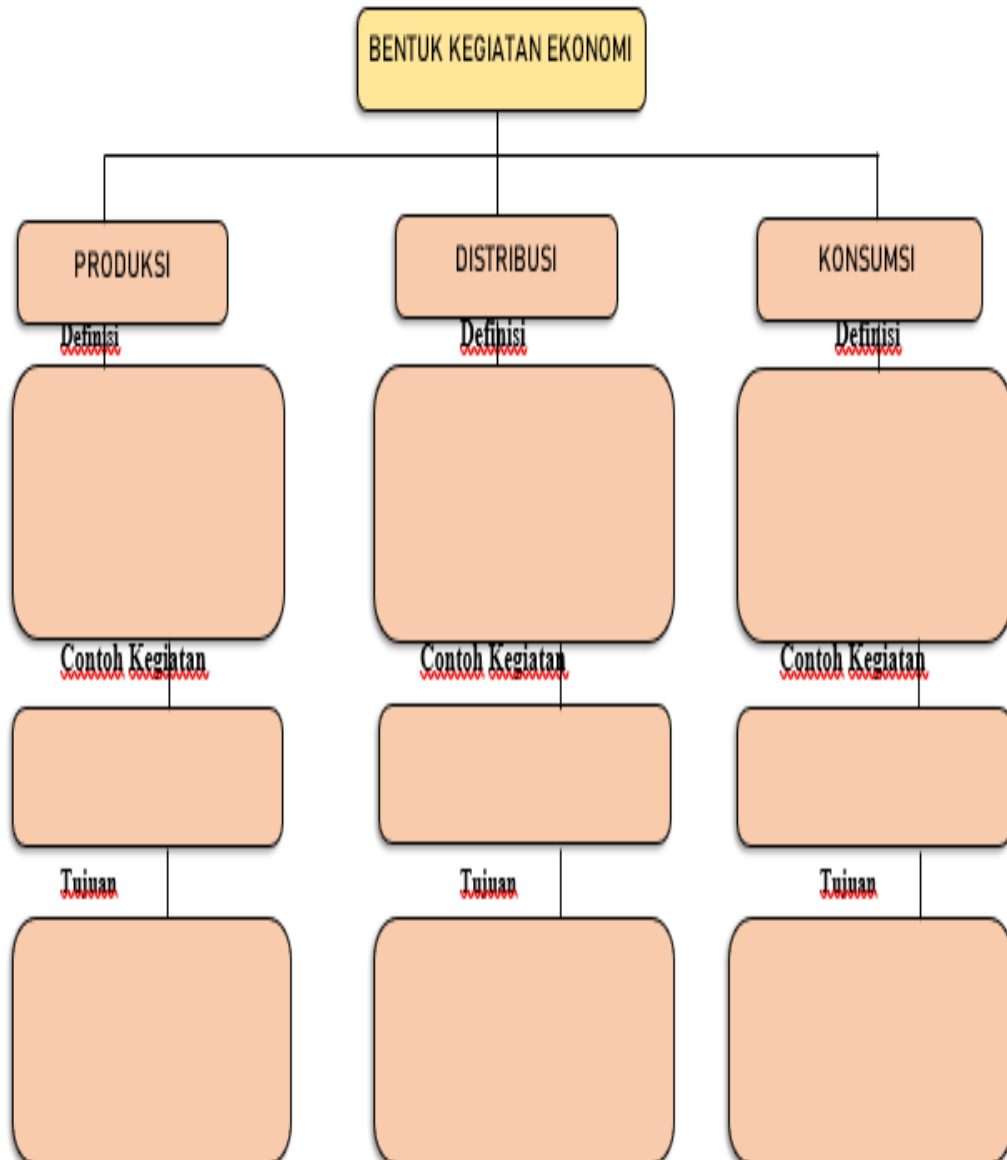 BENTUK KEGIATAN EKONOMI
PRODUKSI
DISTRIBUSI
KONSUMSI
Definisi
Definisi
Definisi
Contoh Kegiatan
Contoh Kegiatan
Contoh Kegiatan
Tujuan
Tujuan
Tujuan